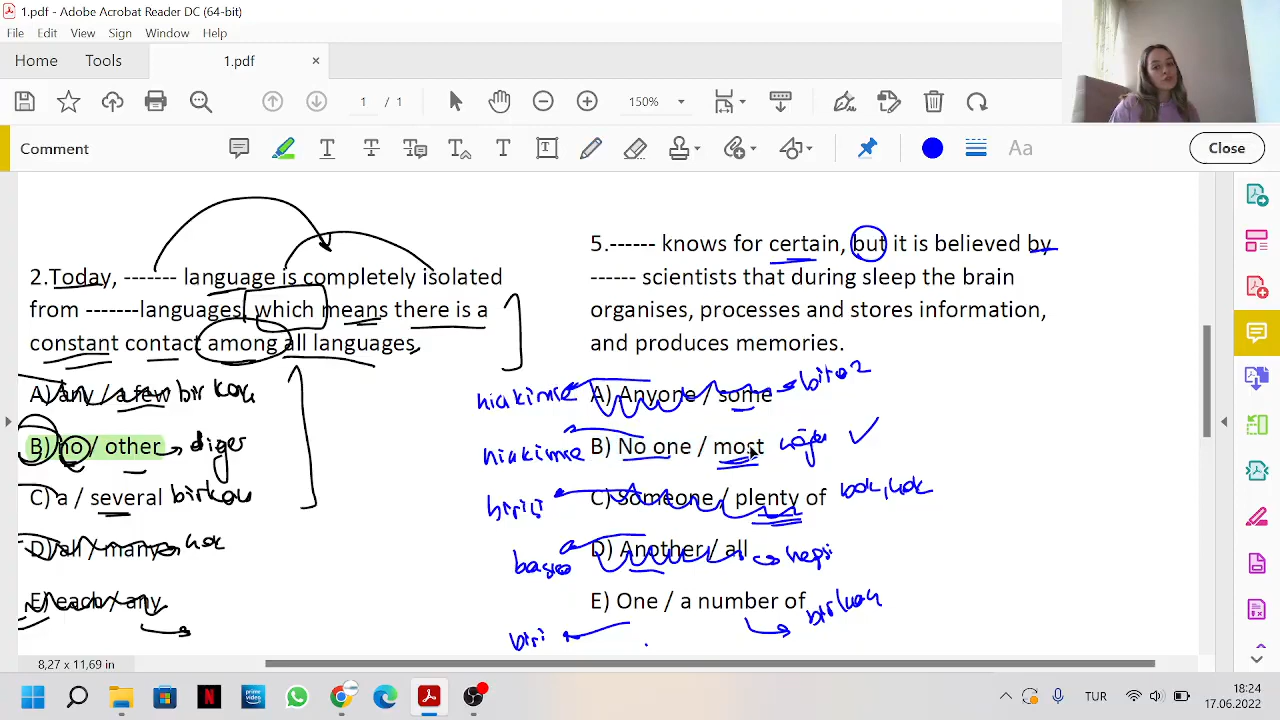 1.pdf - Adobe Acrobat Reader DC (64-bit)
File Edit View Sign Window Help
Home Tools 1.pdf ×
1 / 1 150%
Comment Aa Close
2.Today, ------- language is completely isolated
from -------languages, which means there is a
constant contact among all languages.
A) any / a few birkaç
B) no / other diğer
C) a / several birkaç
D) all / many çok
E) each / any
5.------ knows for certain, but it is believed by
------ scientists that during sleep the brain
organises, processes and stores information,
and produces memories.
hiçkimse A) Anyone / some biraz
hiçkimse B) No one / most çoğu
birisi C) Someone / plenty of
D) Another / all hepsi
E) One / a number of birkaç
biri
8,27 x 11,69 in
TUR
18:24
17.06.2022